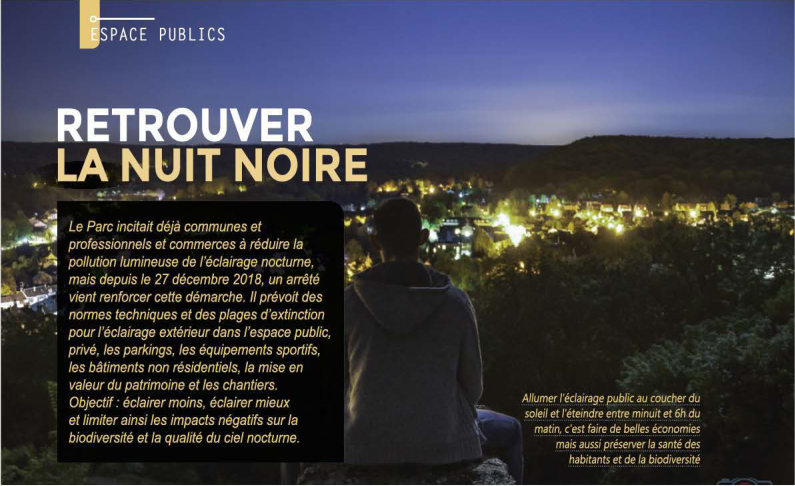 ESPACE PUBLICS
RETROUVER
LA NUIT NOIRE
Le Parc incitait déjà communes et
professionnels et commerces à réduire la
pollution lumineuse de l'éclairage nocturne,
mais depuis le 27 décembre 2018, un arrêté
vient renforcer cette démarche. Il prévoit des
normes techniques et des plages d'extinction
pour l'éclairage extérieur dans l'espace public,
privé, les parkings, les équipements sportifs,
les bâtiments non résidentiels, la mise en
valeur du patrimoine et les chantiers.
Objectif : éclairer moins, éclairer mieux
et limiter ainsi les impacts négatifs sur la
biodiversité et la qualité du ciel nocturne.
Allumer l'éclairage public au coucher du
soleil et l'éteindre entre minuit et 6h du
matin, c'est faire de belles économies
mais aussi préserver la santé des
habitants et de la biodiversité